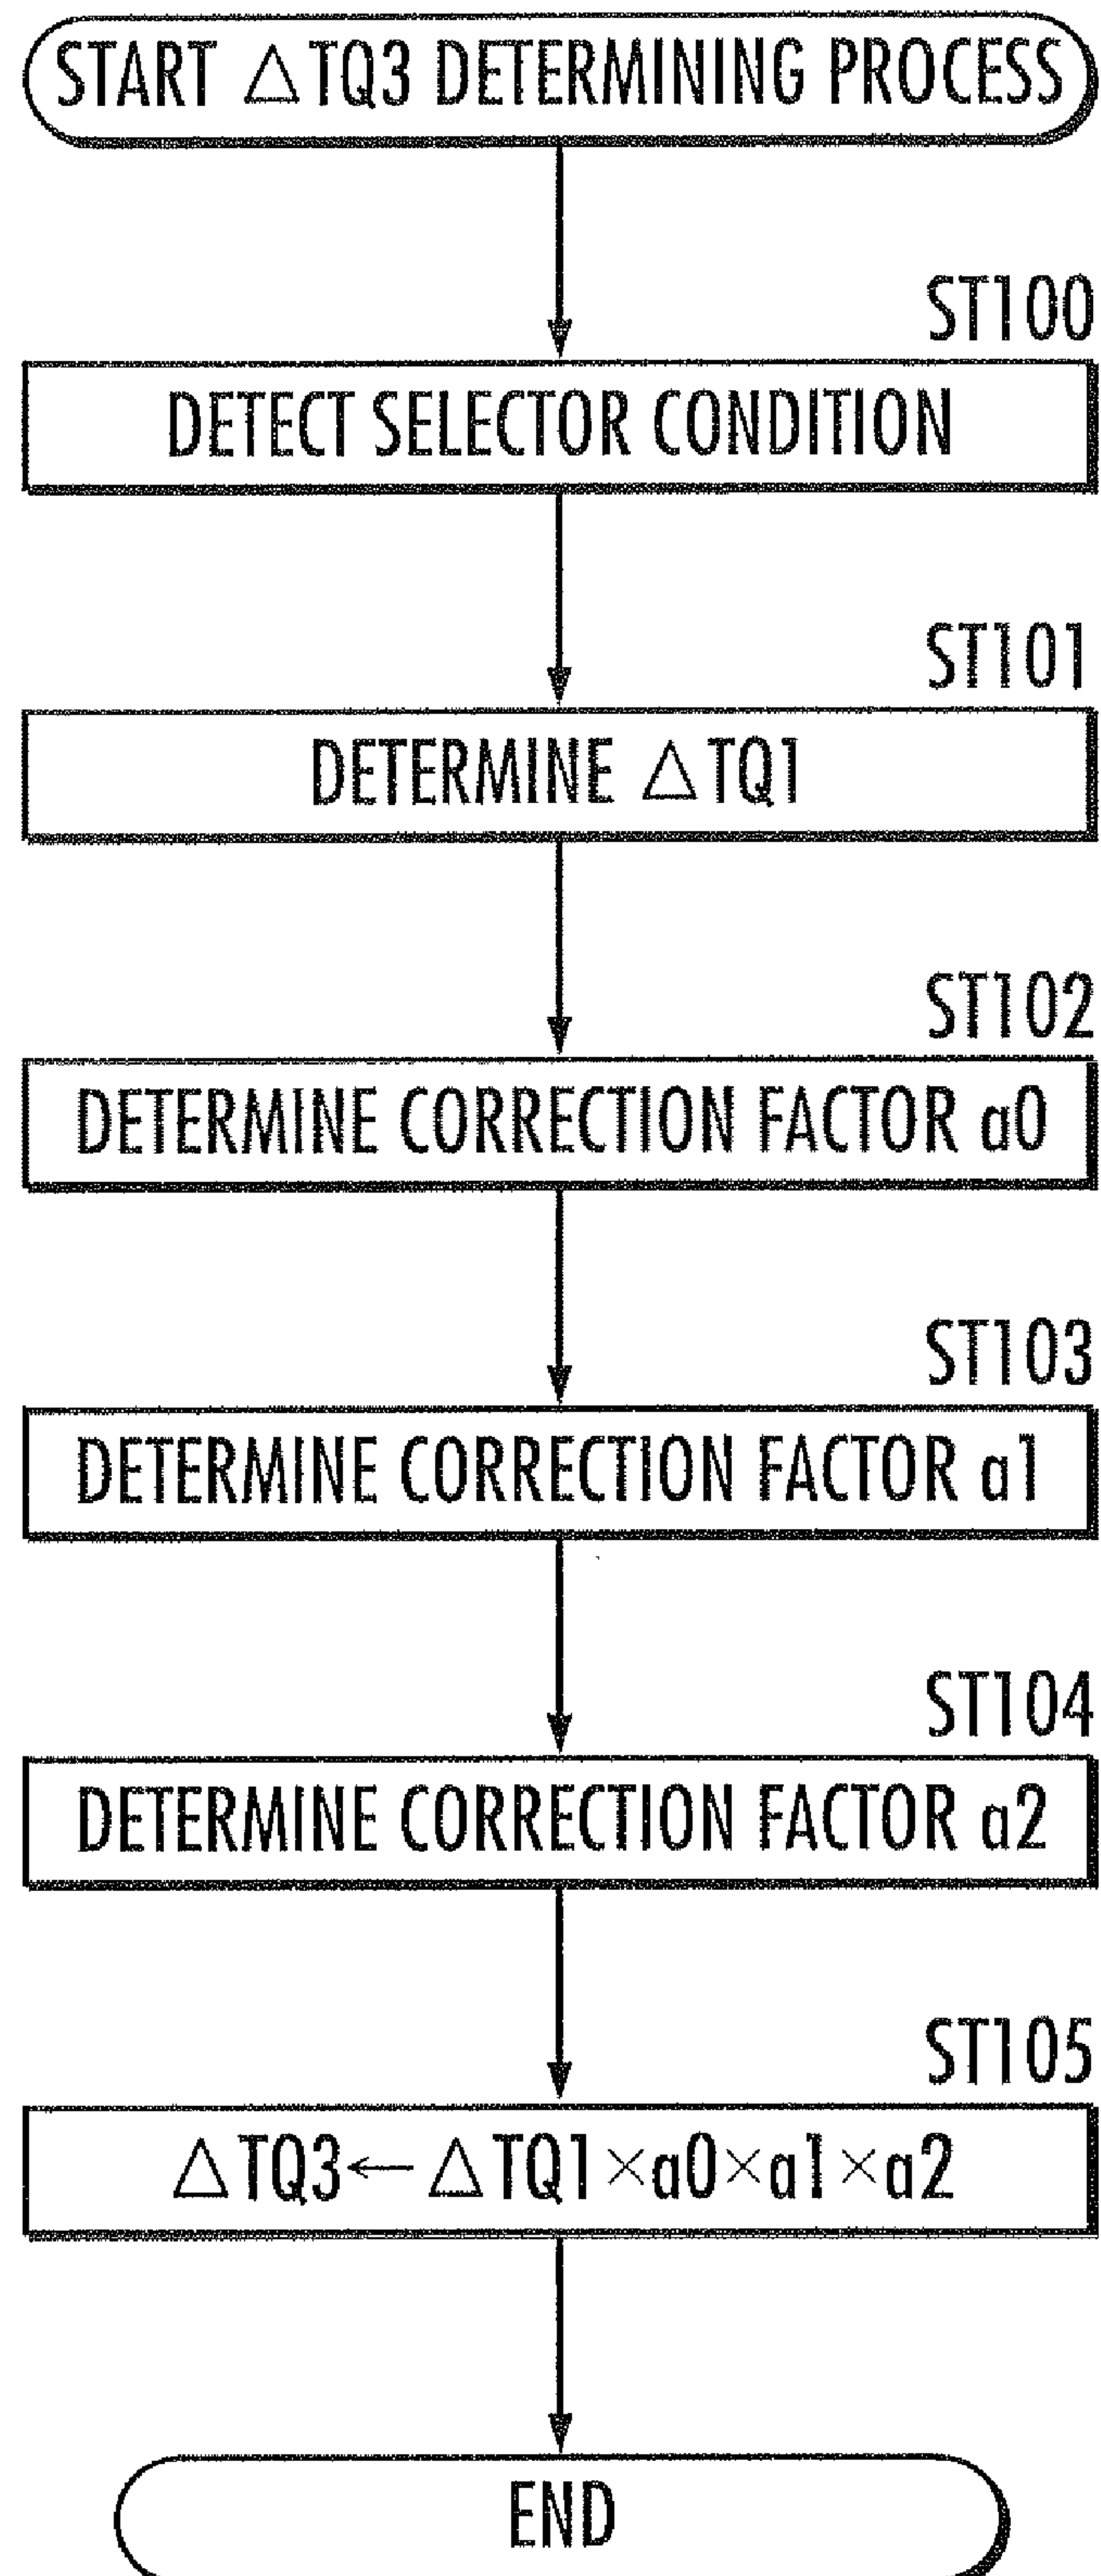 START △TQ3 DETERMINING PROCESS
ST100
DETECT SELECTOR CONDITION
ST101
DETERMINE △TQ1
ST102
DETERMINE CORRECTION FACTOR a0
ST103
DETERMINE CORRECTION FACTOR a1
ST104
DETERMINE CORRECTION FACTOR a2
ST105
△TQ3←△TQ1×a0×a1×a2
END